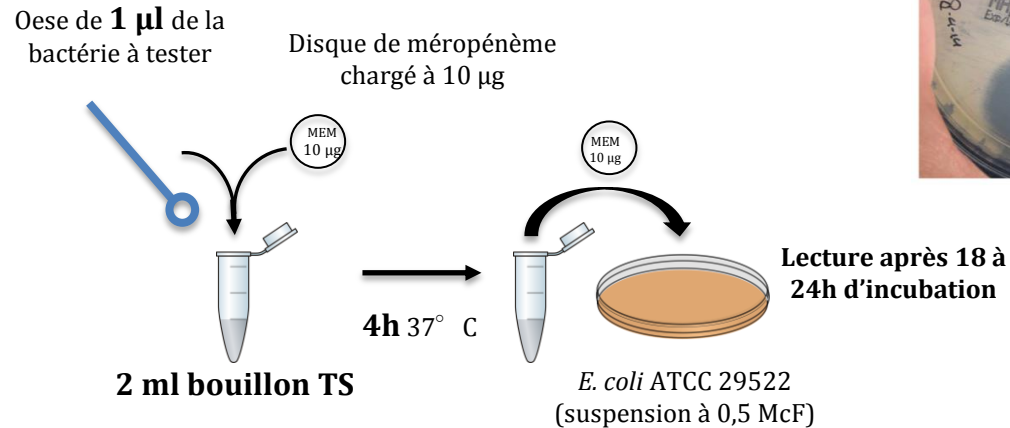 Oese de 1 µl de la
bactérie à tester
Disque de méropénème
chargé à 10 µg
MEM
10 µg
MEM
10 µg
Lecture après 18 à
24h d'incubation
4h 37° C
2 ml bouillon TS
E. coli ATCC 29522
(suspension à 0,5 McF)